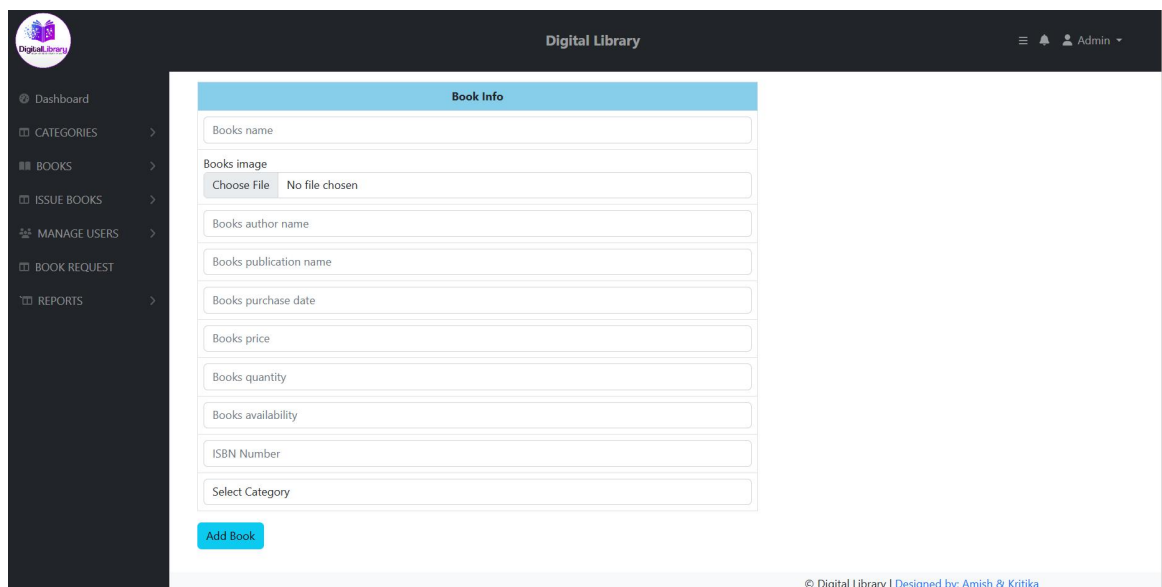 DigitalLibrary
Digital Library
Admin
Dashboard
CATEGORIES
BOOKS
ISSUE BOOKS
MANAGE USERS
BOOK REQUEST
REPORTS
Book Info
Books name
Books image
Choose File No file chosen
Books author name
Books publication name
Books purchase date
Books price
Books quantity
Books availability
ISBN Number
Select Category
Add Book
© Digital Library | Designed by: Amish & Kritika